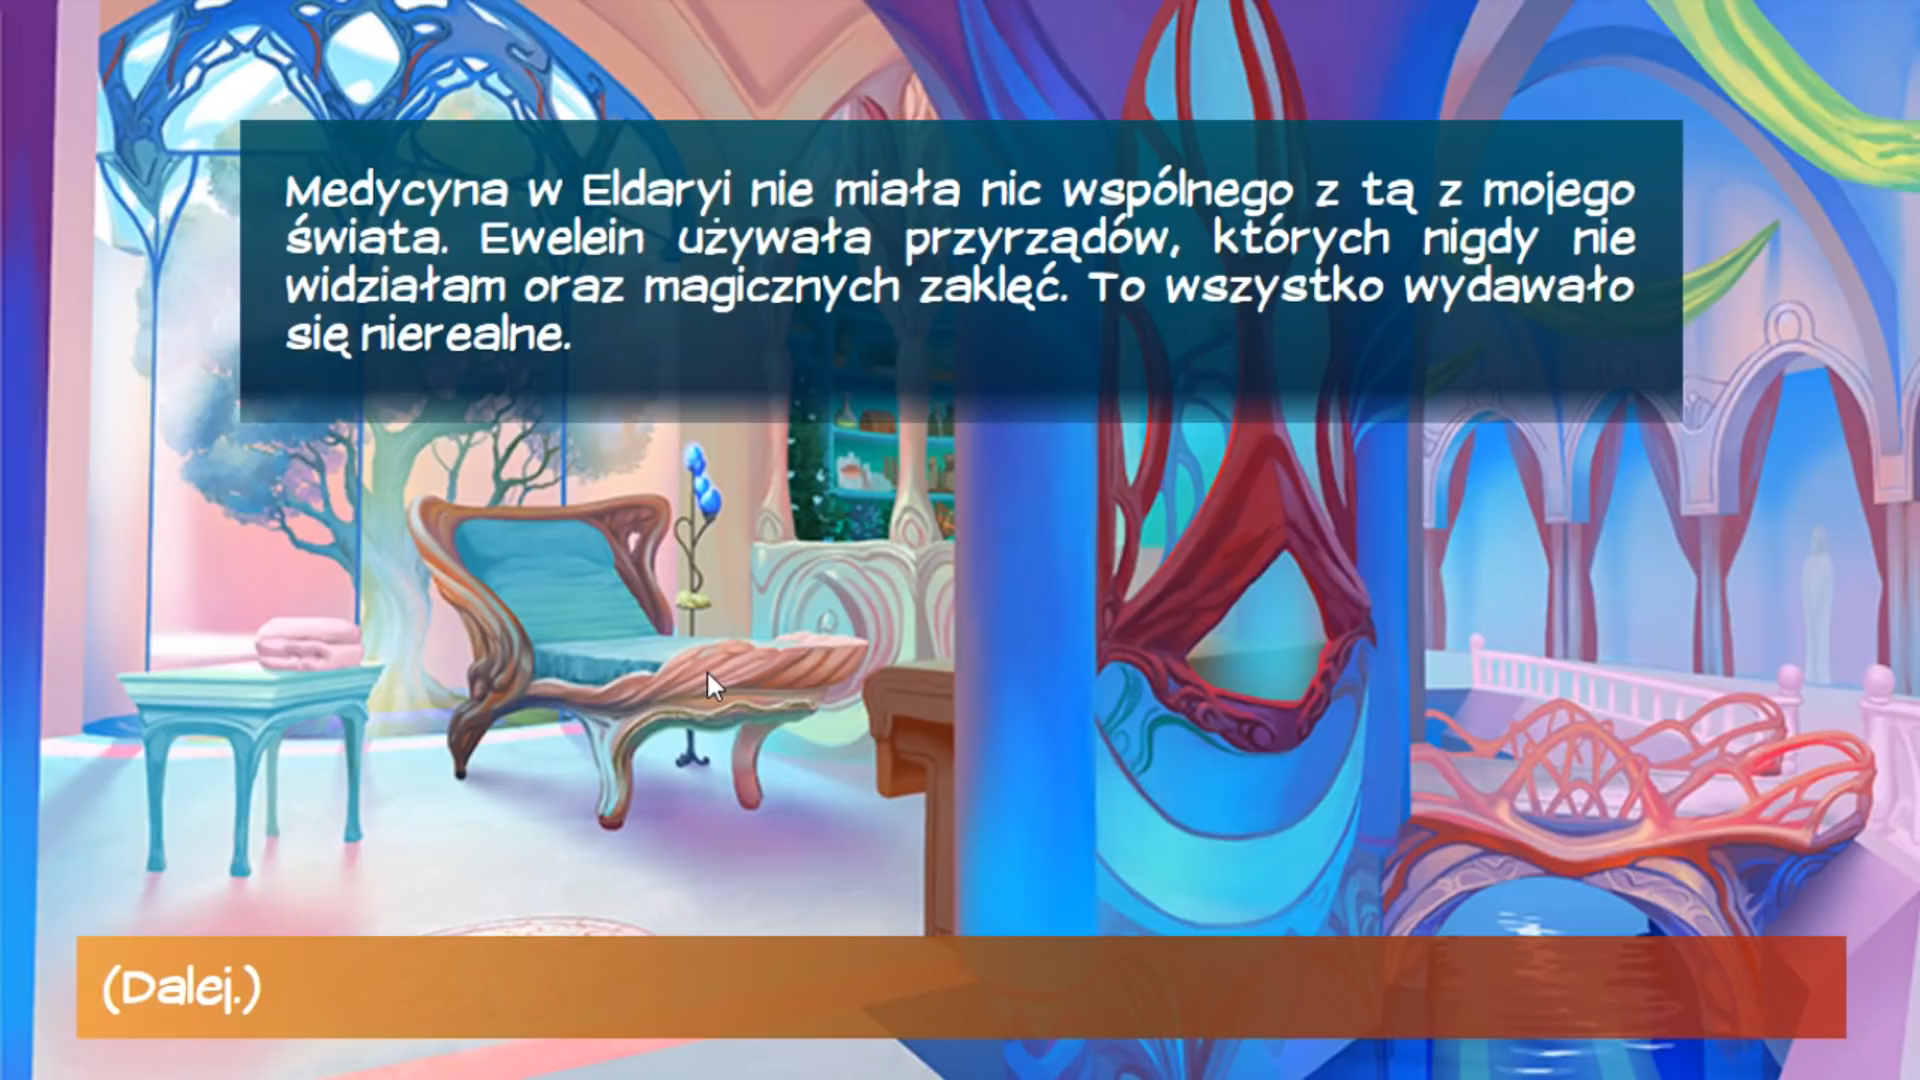 Medycyna w Eldaryi nie miała nic wspólnego z tą z mojego
świata. Ewelein używała przyrządów, których nigdy nie
widziałam oraz magicznych zaklęć. To wszystko wydawało
się nierealne.
(Dalej.)